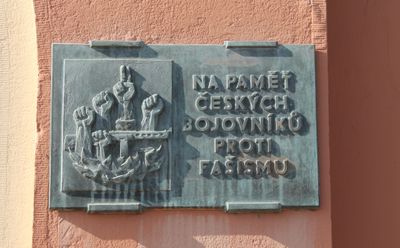 NA PAMĚŤ
ČESKÝCH
BOJOVNÍKŮ
PROTI
FAŠISMU